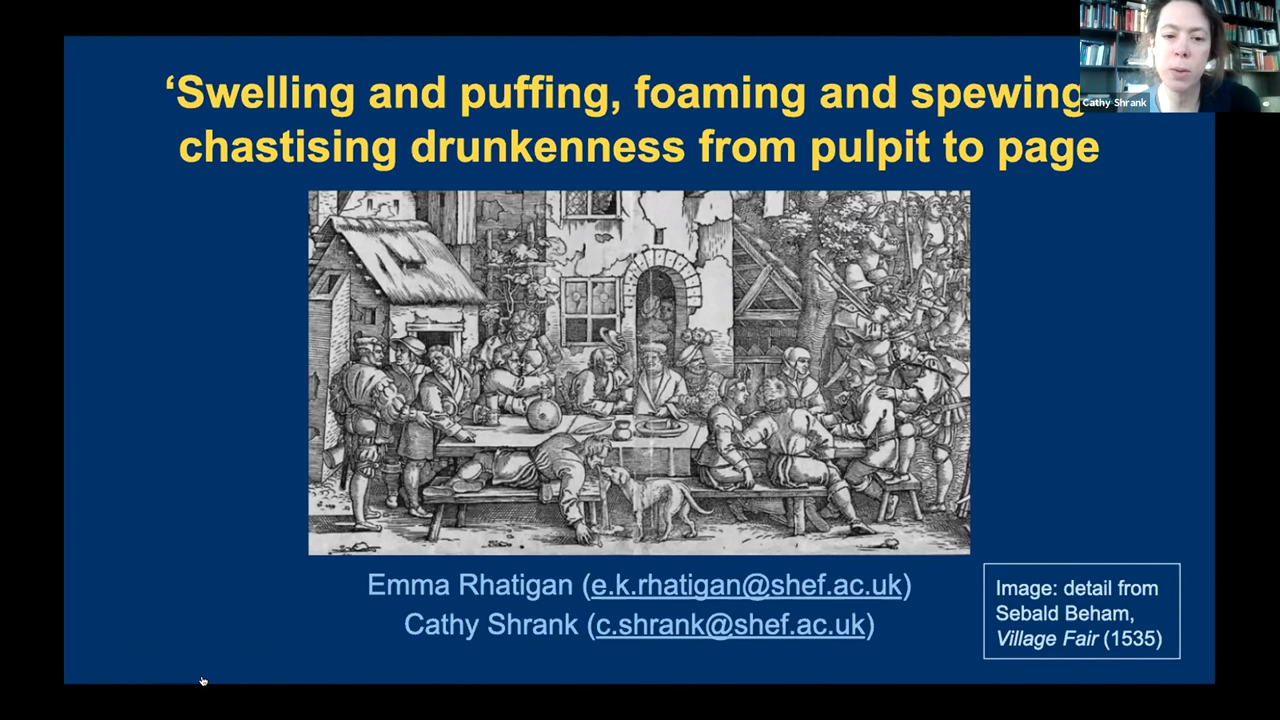 ‘Swelling and puffing, foaming and spewing
chastising drunkenness from pulpit to page
Cathy Shrank
Emma Rhatigan (e.k.rhatigan@shef.ac.uk)
Cathy Shrank (c.shrank@shef.ac.uk)
Image: detail from
Sebald Beham,
Village Fair (1535)